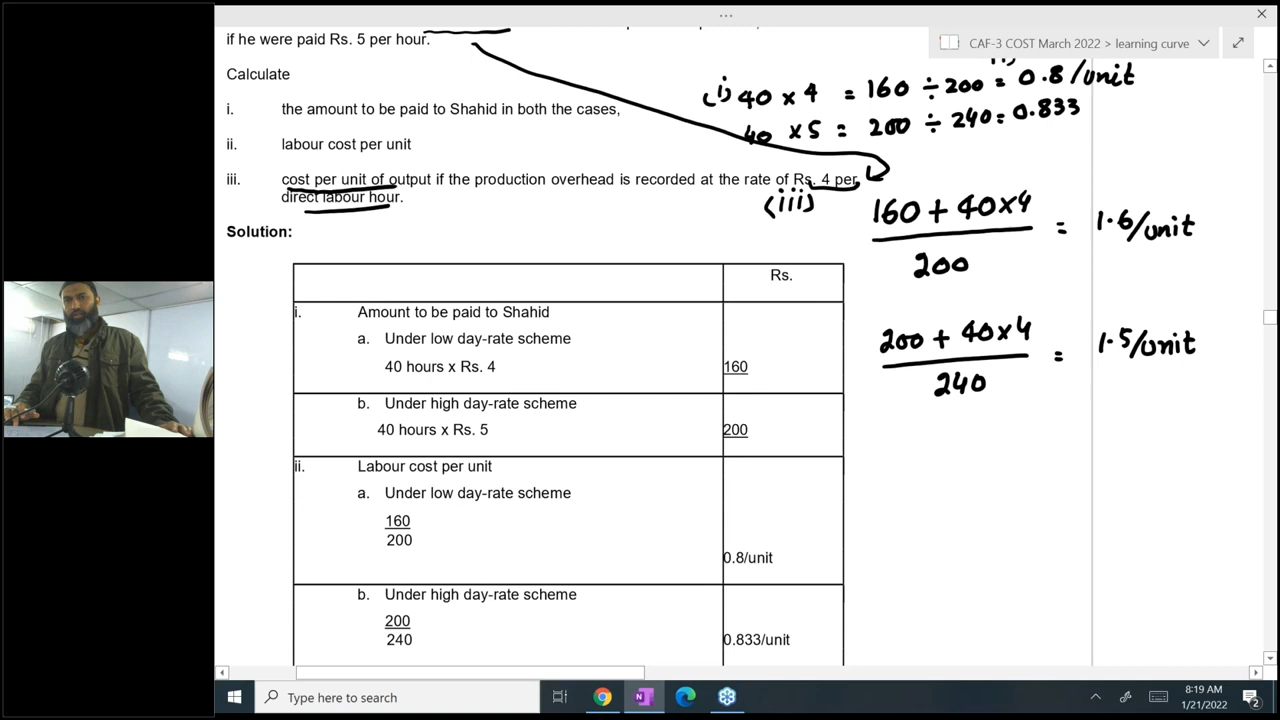 if he were paid Rs. 5 per hour.
CAF-3 COST March 2022 > learning curve
Calculate
i. the amount to be paid to Shahid in both the cases,
ii. labour cost per unit
iii. cost per unit of output if the production overhead is recorded at the rate of Rs. 4 per
direct labour hour.
(i) 40 × 4 = 160 ÷ 200 = 0.8/unit
40 × 5 = 200 ÷ 240 = 0.833
(iii)
160 + 40×4
200
= 1.6/unit
200 + 40×4
240
= 1.5/unit
Solution:
Rs.
i. Amount to be paid to Shahid
a. Under low day-rate scheme
40 hours x Rs. 4 160
b. Under high day-rate scheme
40 hours x Rs. 5 200
ii. Labour cost per unit
a. Under low day-rate scheme
160
200
0.8/unit
b. Under high day-rate scheme
200
240 0.833/unit
Type here to search
8:19 AM
1/21/2022
2